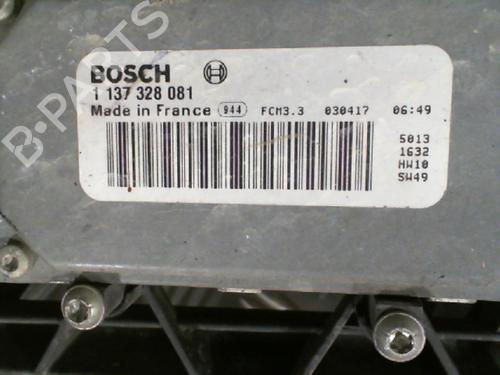 B-PARTS
BOSCH
1 137 328 081
Made in France 944 FCM3.3 030417 06:49
5013
1632
HW10
SW49